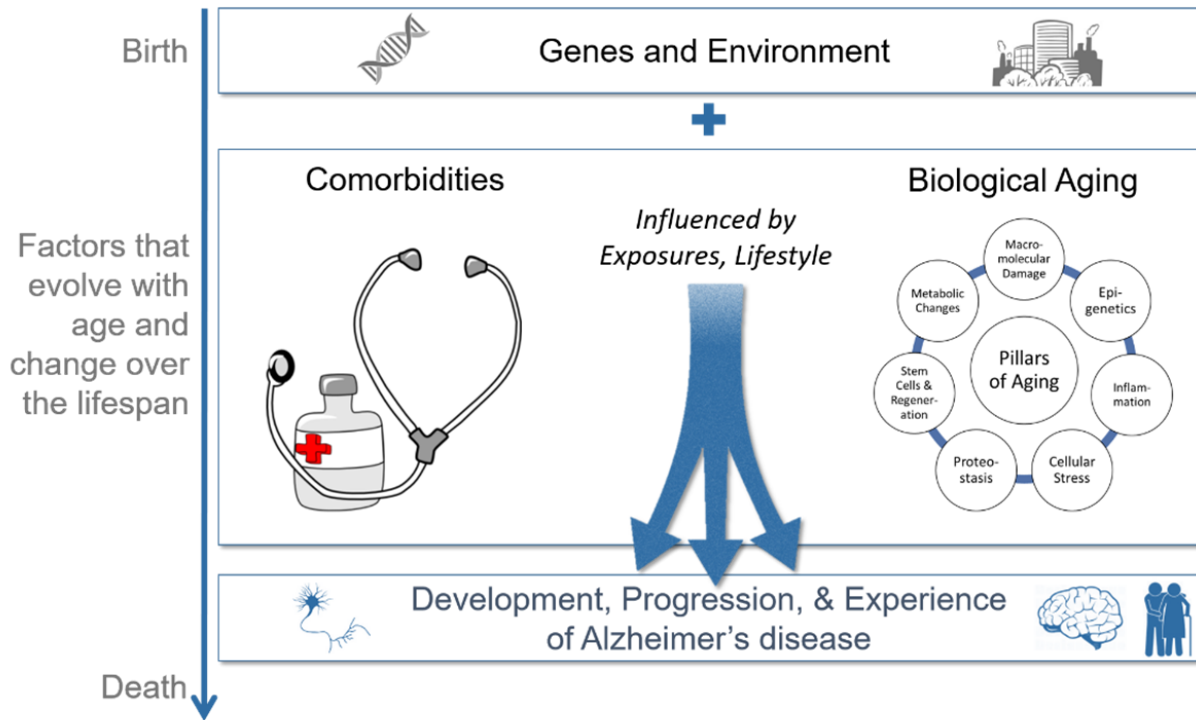 Birth
Genes and Environment
Factors that
evolve with
age and
change over
the lifespan
Comorbidities
Influenced by
Exposures, Lifestyle
Biological Aging
Macro-
molecular
Damage
Epi-
genetics
Inflam-
mation
Cellular
Stress
Proteo-
stasis
Stem
Cells &
Regener-
ation
Metabolic
Changes
Pillars
of Aging
Development, Progression, & Experience
of Alzheimer's disease
Death